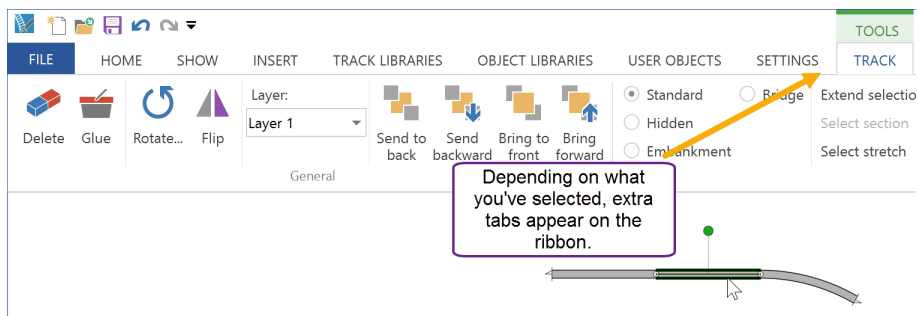 TOOLS
FILE HOME SHOW INSERT TRACK LIBRARIES OBJECT LIBRARIES USER OBJECTS SETTINGS TRACK
Delete
Glue
Rotate...
Flip
Layer:
Layer 1
Send to
back
Send
backward
Bring to
front
Bring
forward
General
Standard
Hidden
Embankment
Bridge
Extend selectio
Select section
Select stretch
Depending on what
you've selected, extra
tabs appear on the
ribbon.